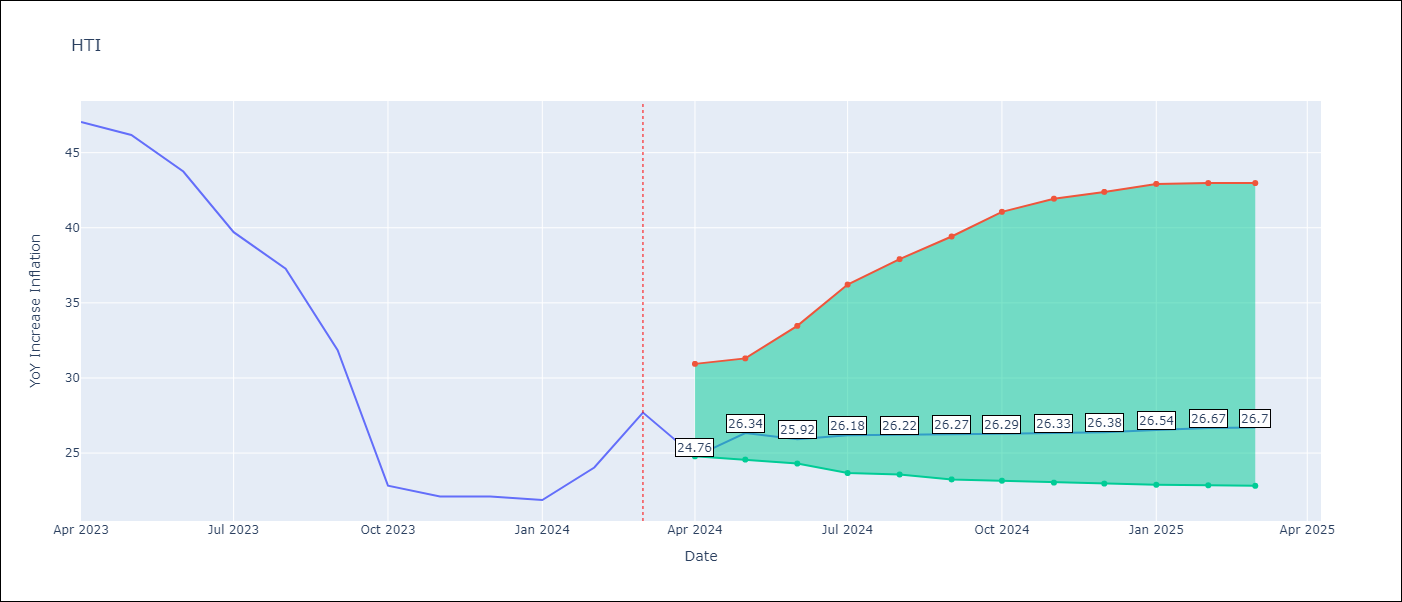 HTI
YoY Increase Inflation
45
40
35
30
25
24.76
26.34
25.92
26.18
26.22
26.27
26.29
26.33
26.38
26.54
26.67
26.7
Apr 2023
Jul 2023
Oct 2023
Jan 2024
Apr 2024
Jul 2024
Oct 2024
Jan 2025
Apr 2025
Date